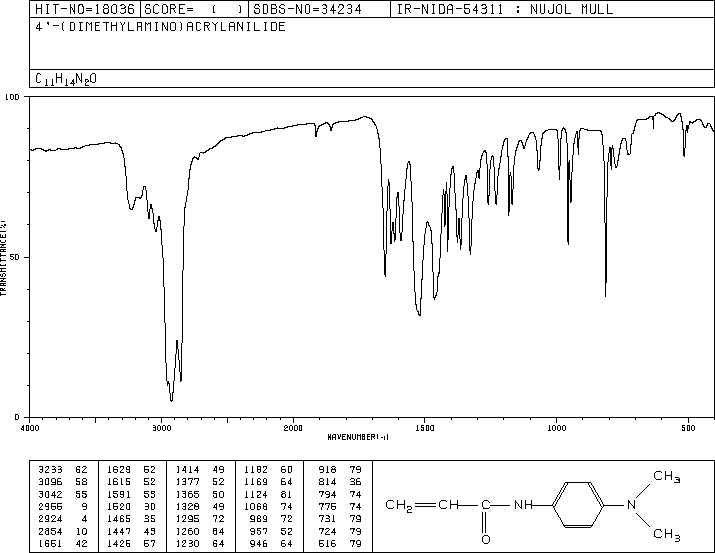 HIT-NO=18036 SCORE= ( ) SDBS-NO=34234 IR-NIDA-54311 : NUJOL MULL
4'-(DIMETHYLAMINO)ACRYLANILIDE
C11H14N2O
100
50
0
TRANSMITTANCE(%)
4000 3000 2000 1500 1000 500
WAVENUMBER(-1)
3233 62 1629 52 1414 49 1182 60 918 79
3096 58 1615 52 1377 52 1169 64 814 36
3042 55 1591 55 1365 50 1124 81 794 74
2955 9 1520 30 1328 49 1068 74 775 74
2924 4 1465 35 1295 72 989 72 731 79
2854 10 1447 49 1260 84 957 52 724 79
1651 42 1426 57 1230 64 946 64 516 79
CH3
CH2 CH C NH N
O CH3